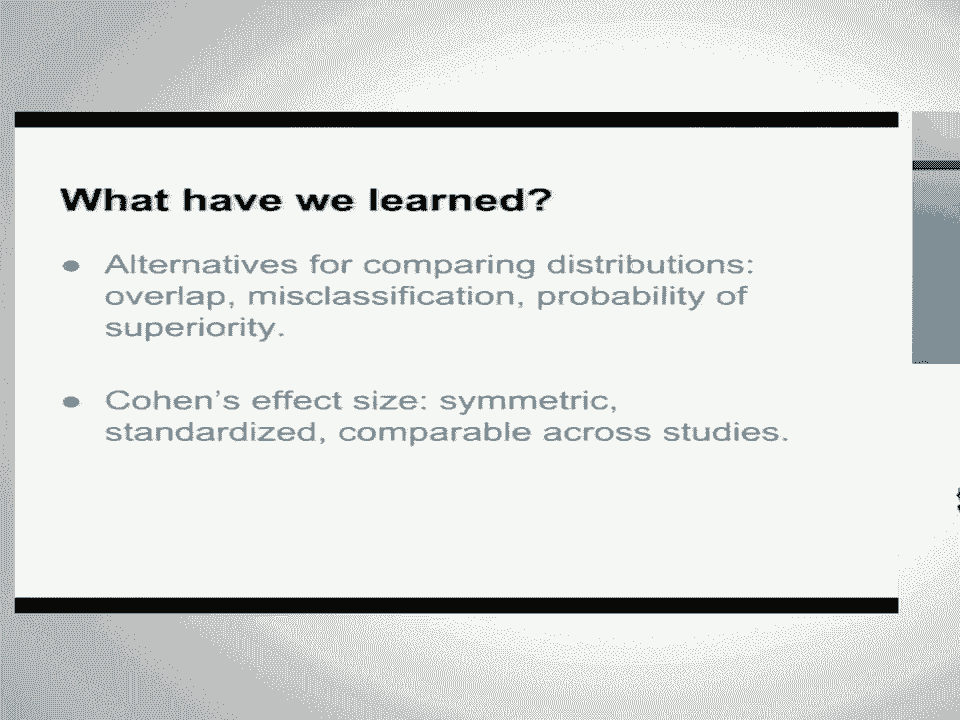 What have we learned?
• Alternatives for comparing distributions:
overlap, misclassification, probability of
superiority.
• Cohen's effect size: symmetric,
standardized, comparable across studies.